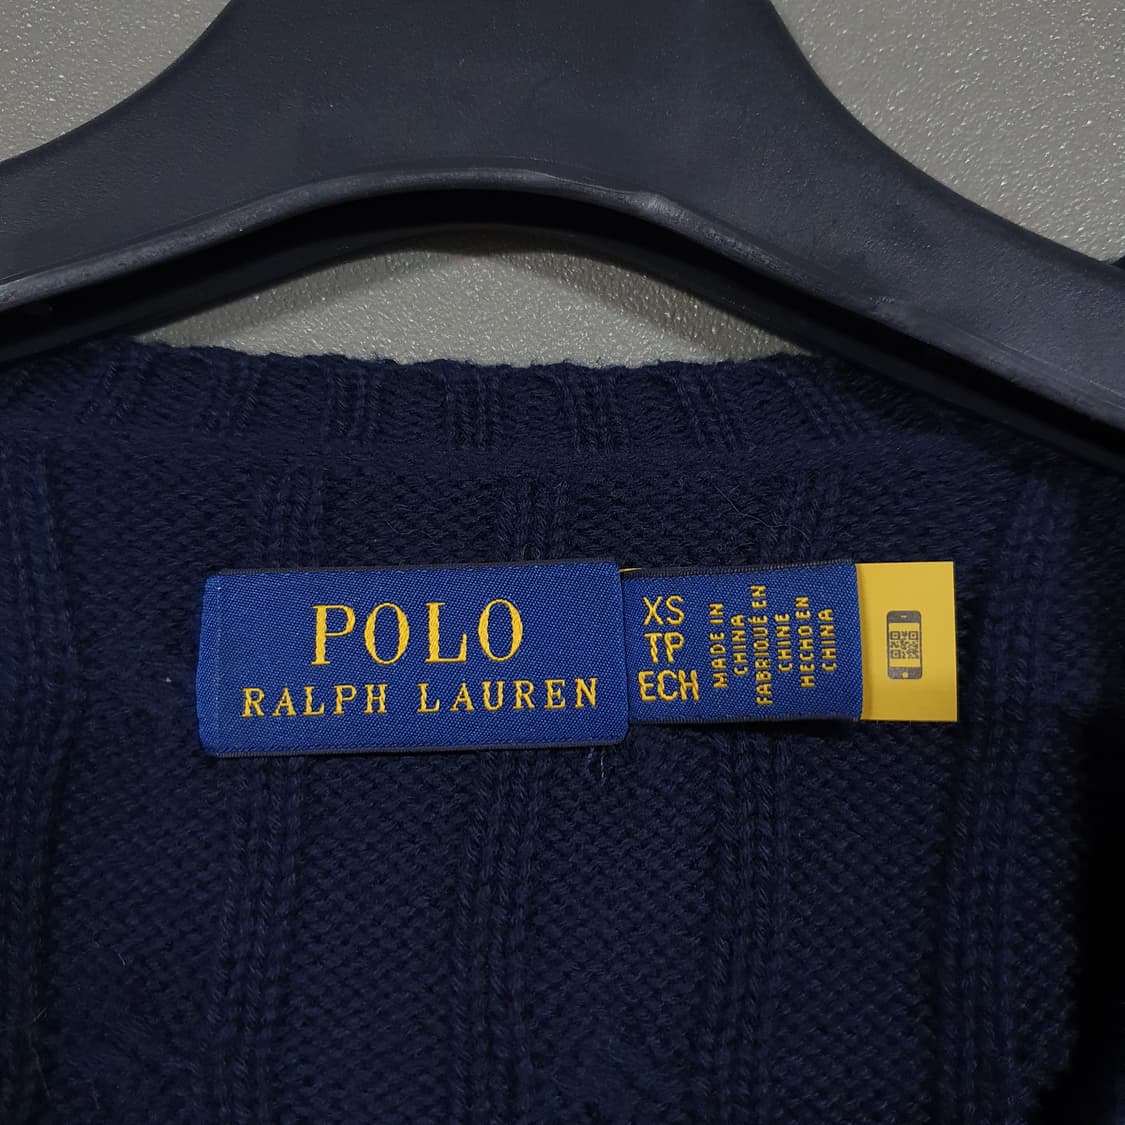 POLO
RALPH LAUREN
XS
TP
ECH
MADE IN
CHINA
FABRIQUÉ EN
CHINE
HECHO EN
CHINA